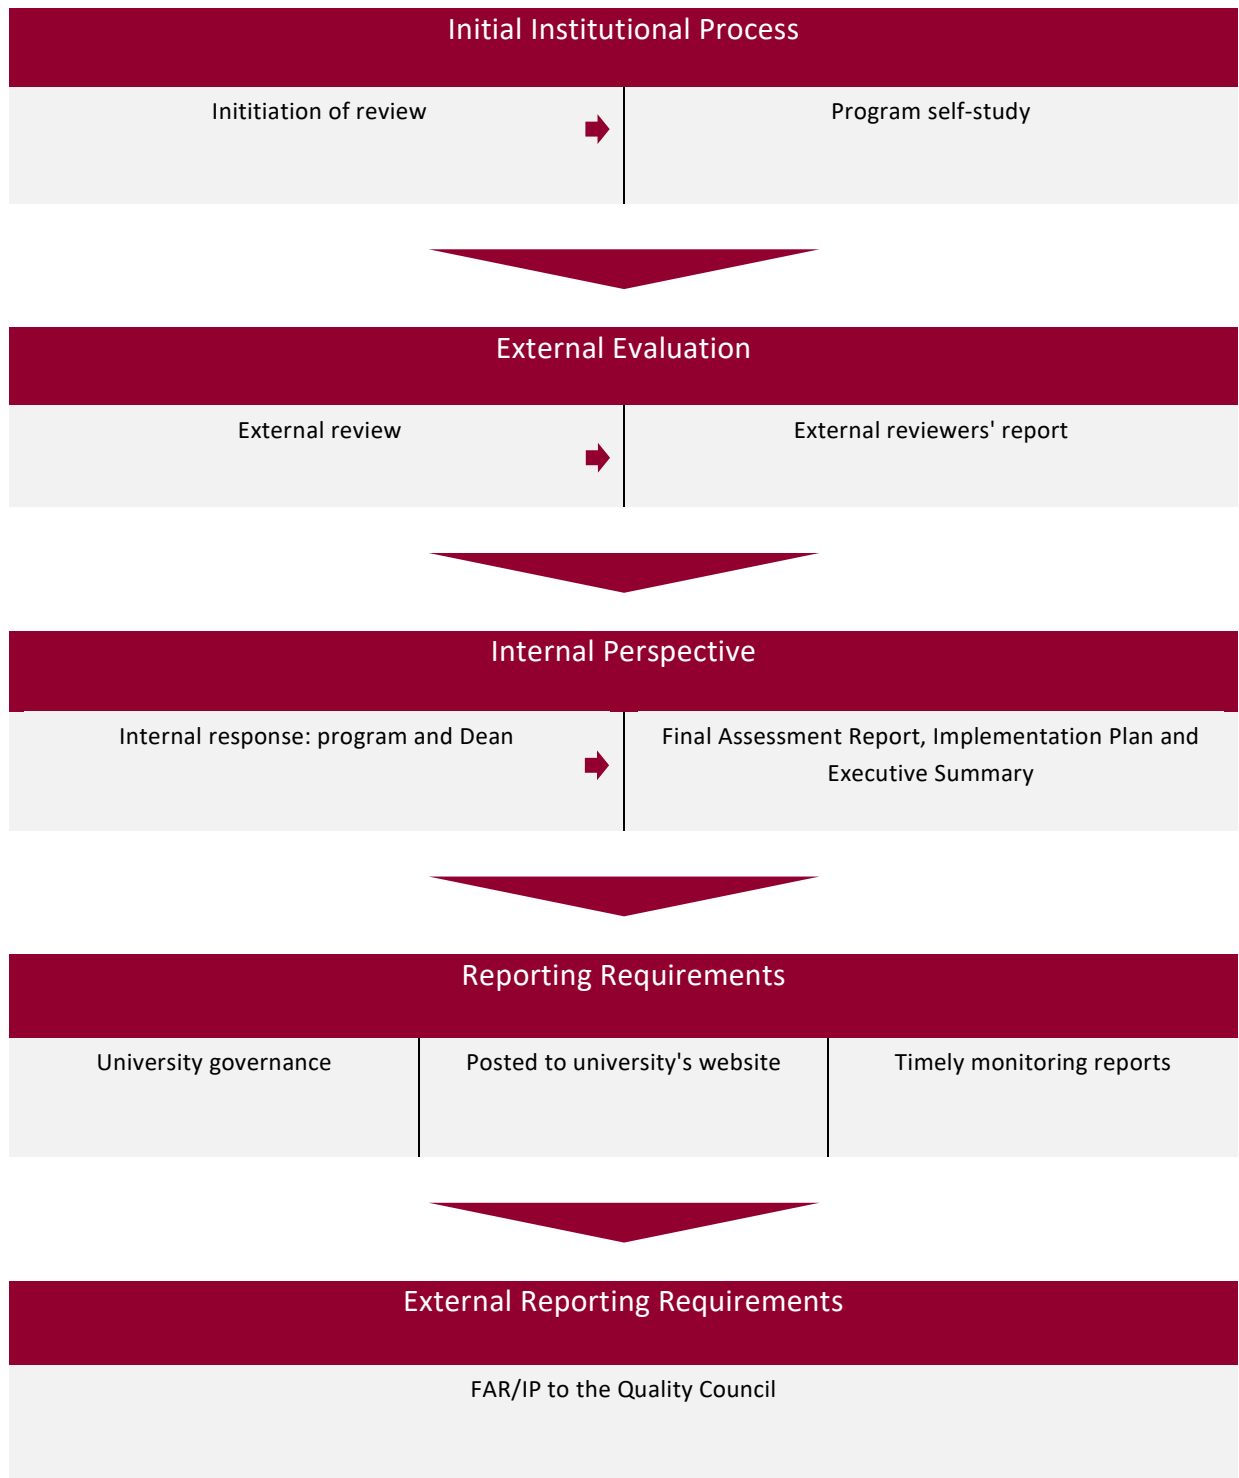 Initial Institutional Process
Inititiation of review
Program self-study
External Evaluation
External review
External reviewers' report
Internal Perspective
Internal response: program and Dean
Final Assessment Report, Implementation Plan and
Executive Summary
Reporting Requirements
University governance
Posted to university's website
Timely monitoring reports
External Reporting Requirements
FAR/IP to the Quality Council